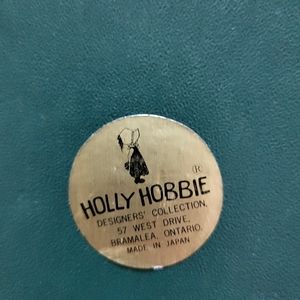 ®
HOLLY HOBBIE
DESIGNERS' COLLECTION,
57 WEST DRIVE,
BRAMALEA, ONTARIO.
MADE IN JAPAN